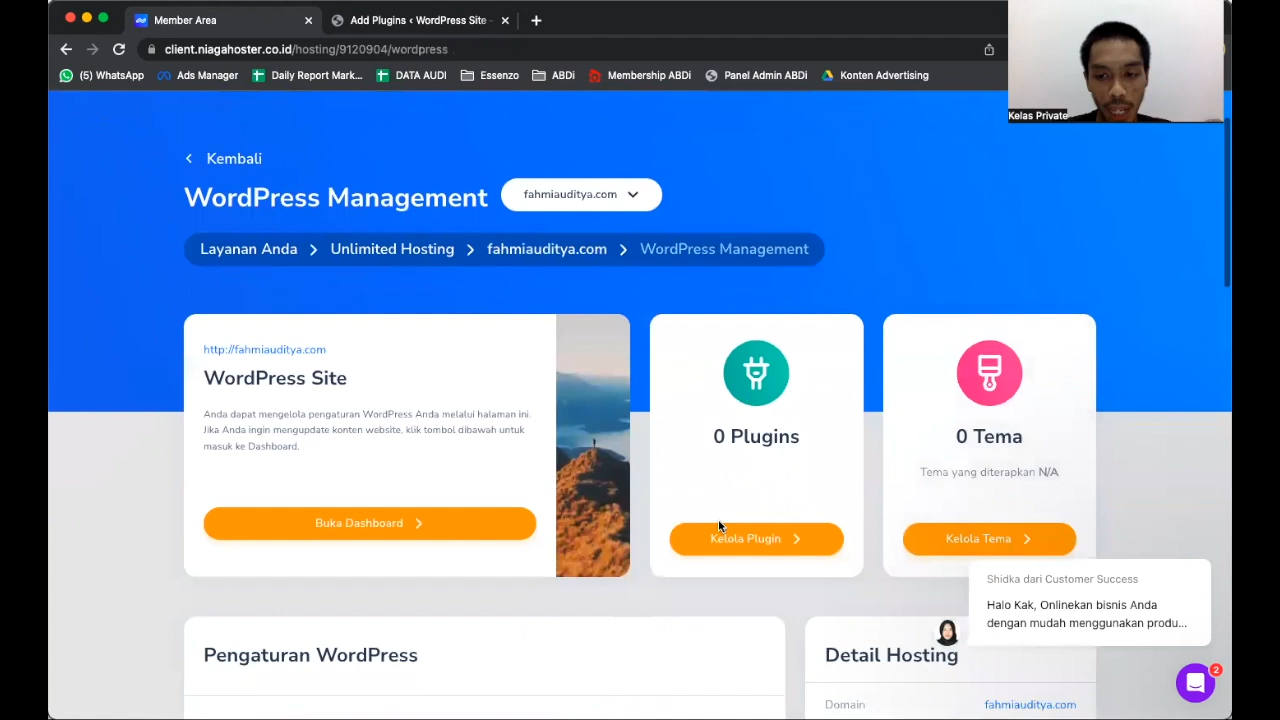 Member Area
Add Plugins ‹ WordPress Site -
client.niagahoster.co.id/hosting/9120904/wordpress
(5) WhatsApp
Ads Manager
Daily Report Mark...
DATA AUDI
Essenzo
ABDi
Membership ABDi
Panel Admin ABDi
Konten Advertising
Kelas Private
Kembali
WordPress Management
fahmiauditya.com
Layanan Anda
Unlimited Hosting
fahmiauditya.com
WordPress Management
http://fahmiauditya.com
WordPress Site
Anda dapat mengelola pengaturan WordPress Anda melalui halaman ini.
Jika Anda ingin mengupdate konten website, klik tombol dibawah untuk
masuk ke Dashboard.
Buka Dashboard
0 Plugins
Kelola Plugin
0 Tema
Tema yang diterapkan N/A
Kelola Tema
Shidka dari Customer Success
Halo Kak, Onlinekan bisnis Anda
dengan mudah menggunakan produ...
2
Pengaturan WordPress
Detail Hosting
Domain
fahmiauditya.com